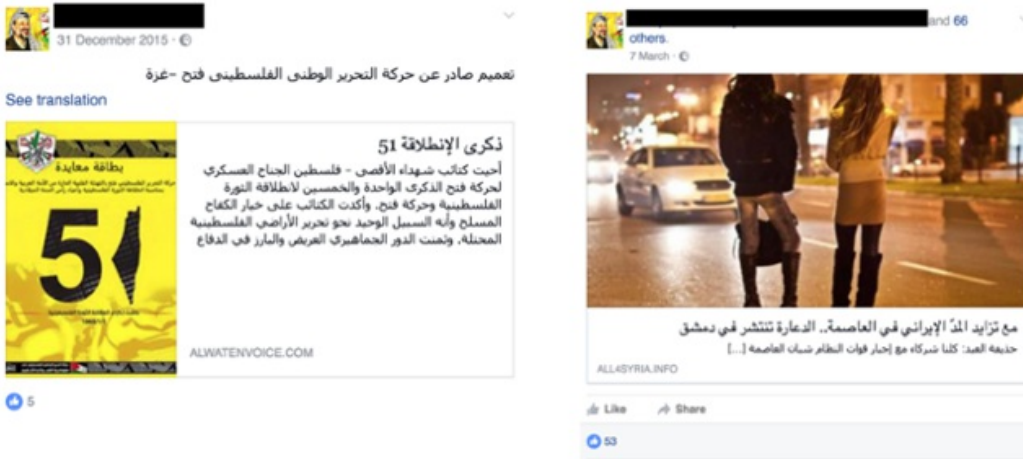 31 December 2015
تعميم صادر عن حركة التحرير الوطني الفلسطيني فتح -غزة
See translation
بطاقة معايدة
51
ذكرى الإنطلاقة 51
أحيت كتائب شهداء الأقصى - فلسطين الجناح العسكري
لحركة فتح الذكرى الواحدة والخمسين لانطلاقة الثورة
الفلسطينية وحركة فتح. وأكدت الكتائب على خيار الكفاح
المسلح وأنه السبيل الوحيد نحو تحرير الأراضي الفلسطينية
المحتلة. وثمنت الدور الجماهيري العريض والبارز في الدفاع
ALWATENVOICE.COM
5
and 66
others.
7 March
مع تزايد المدّ الإيراني في العاصمة.. الدعارة تنتشر في دمشق
حذيفة العبد: كلنا شركاء مع إجبار قوات النظام شبان العاصمة [...]
ALL4SYRIA.INFO
Like Share
53